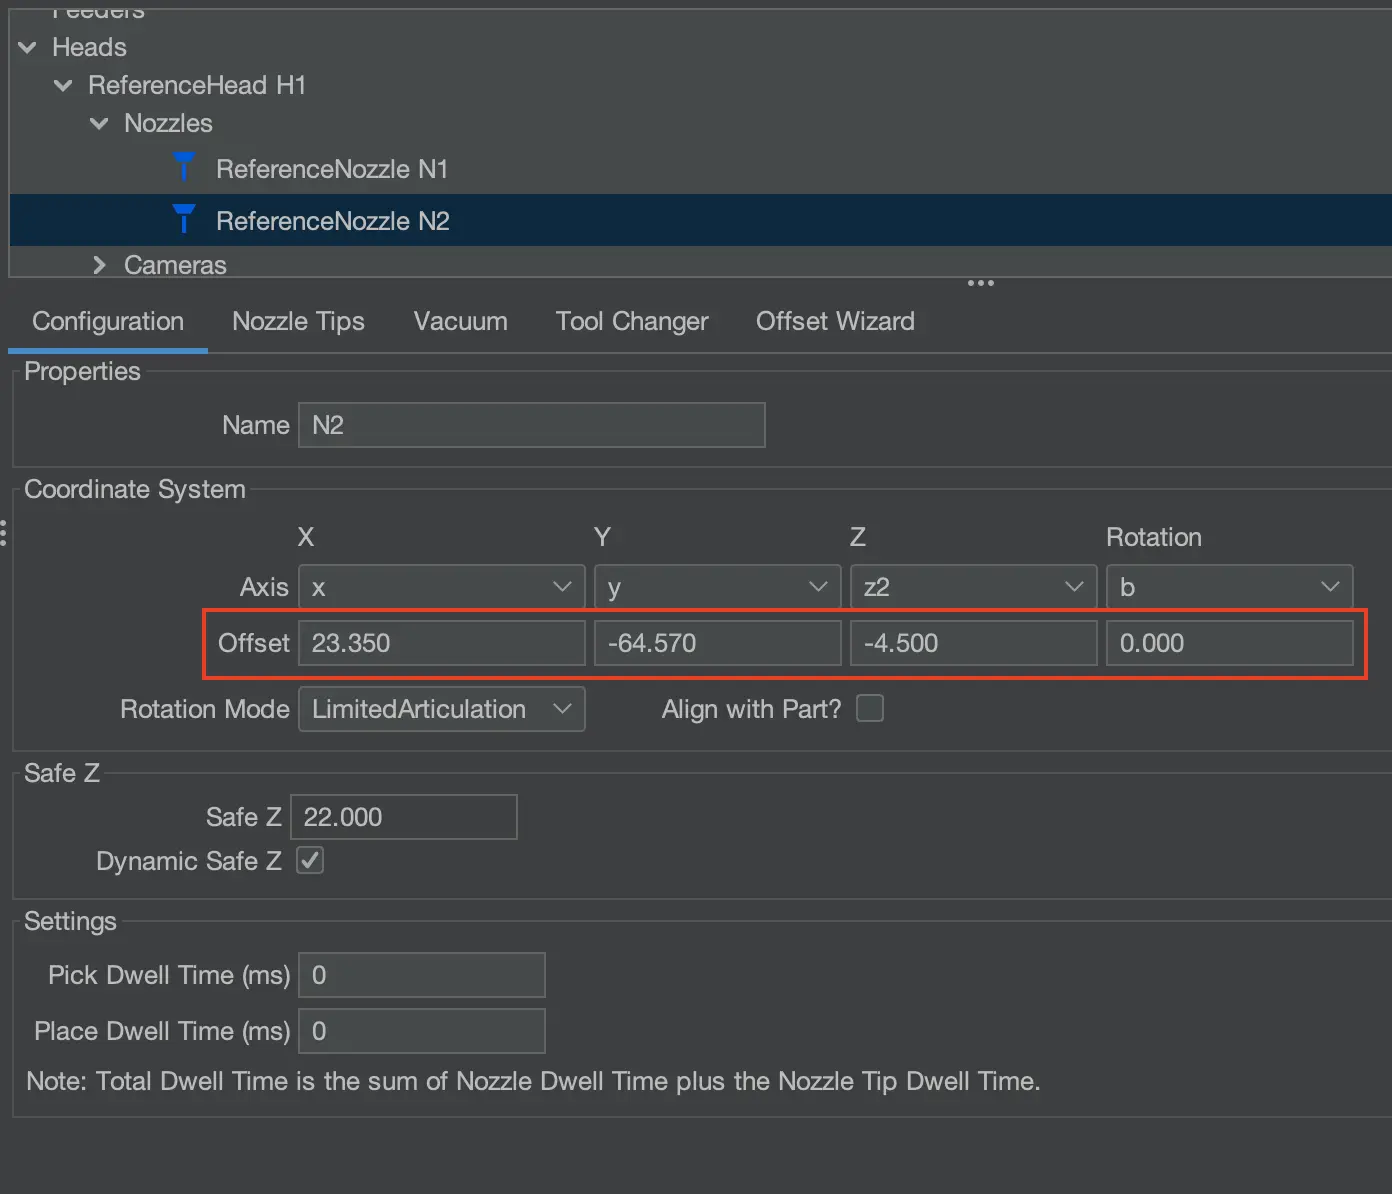 Feeders
Heads
ReferenceHead H1
Nozzles
ReferenceNozzle N1
ReferenceNozzle N2
Cameras
Configuration Nozzle Tips Vacuum Tool Changer Offset Wizard
Properties
Name N2
Coordinate System
X Y Z Rotation
Axis x y z2 b
Offset 23.350 -64.570 -4.500 0.000
Rotation Mode LimitedArticulation Align with Part?
Safe Z
Safe Z 22.000
Dynamic Safe Z
Settings
Pick Dwell Time (ms) 0
Place Dwell Time (ms) 0
Note: Total Dwell Time is the sum of Nozzle Dwell Time plus the Nozzle Tip Dwell Time.